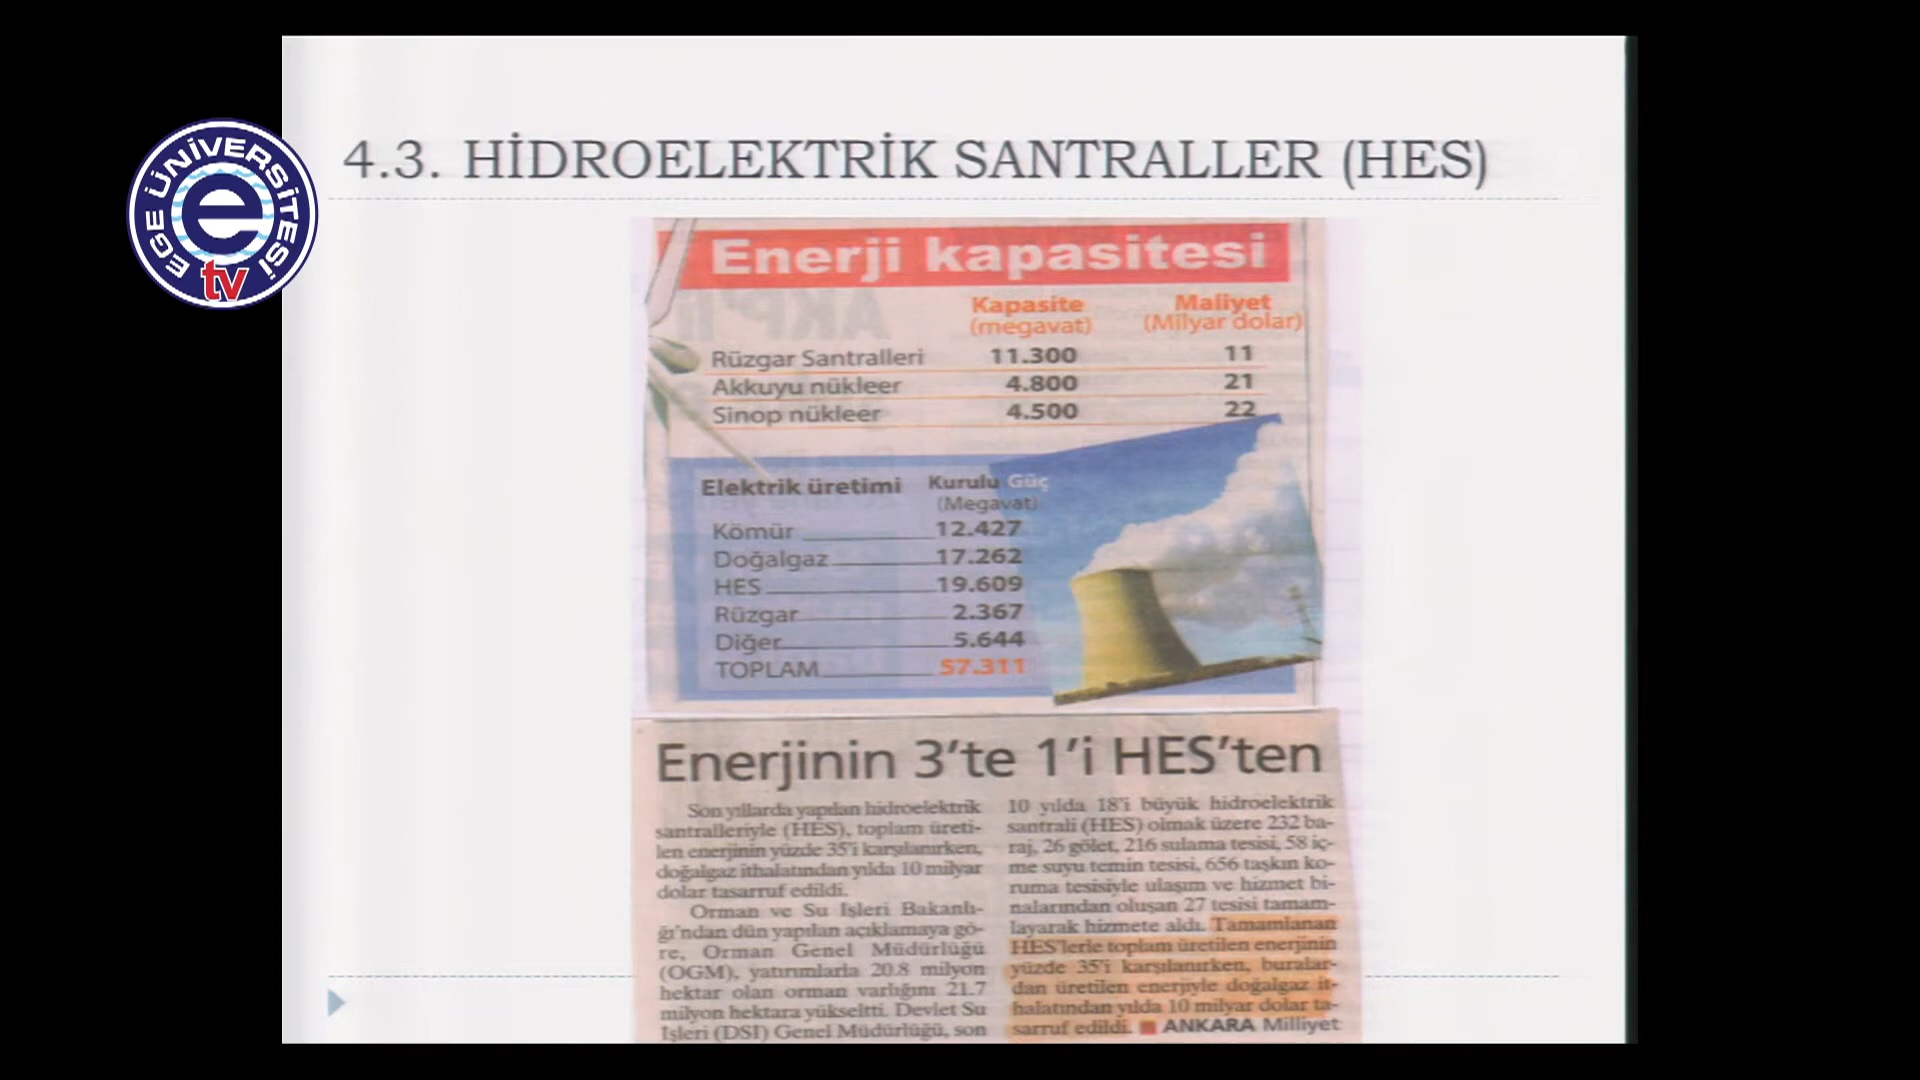 EGE ÜNİVERSİTESİ
e
tv
4.3. HİDROELEKTRİK SANTRALLER (HES)
Enerji kapasitesi
Kapasite Maliyet
(megavat) (Milyar dolar)
Rüzgar Santralleri 11.300 11
Akkuyu nükleer 4.800 21
Sinop nükleer 4.500 22
Elektrik üretimi Kurulu Güç
(Megavat)
Kömür 12.427
Doğalgaz 17.262
HES 19.609
Rüzgar 2.367
Diğer 5.644
TOPLAM 57.311
Enerjinin 3'te 1'i HES'ten
Son yıllarda yapılan hidroelektrik
santralleriyle (HES), toplam üreti-
len enerjinin yüzde 35'i karşılanırken,
doğalgaz ithalatından yılda 10 milyar
dolar tasarruf edildi.
Orman ve Su İşleri Bakanlı-
ğı'ndan dün yapılan açıklamaya gö-
re, Orman Genel Müdürlüğü
(OGM), yatırımlarla 20.8 milyon
hektar olan orman varlığını 21.7
milyon hektara yükseltti. Devlet Su
İşleri (DSİ) Genel Müdürlüğü, son
10 yılda 18'i büyük hidroelektrik
santrali (HES) olmak üzere 232 ba-
raj, 26 gölet, 216 sulama tesisi, 58 iç-
me suyu temin tesisi, 656 taşkın ko-
ruma tesisiyle ulaşım ve hizmet bi-
nalarından oluşan 27 tesisi tamam-
layarak hizmete aldı. Tamamlanan
HES'lerle toplam üretilen enerjinin
yüzde 35'i karşılanırken, buralar-
dan üretilen enerjiyle doğalgaz it-
halatından yılda 10 milyar dolar ta-
sarruf edildi. ANKARA Milliyet